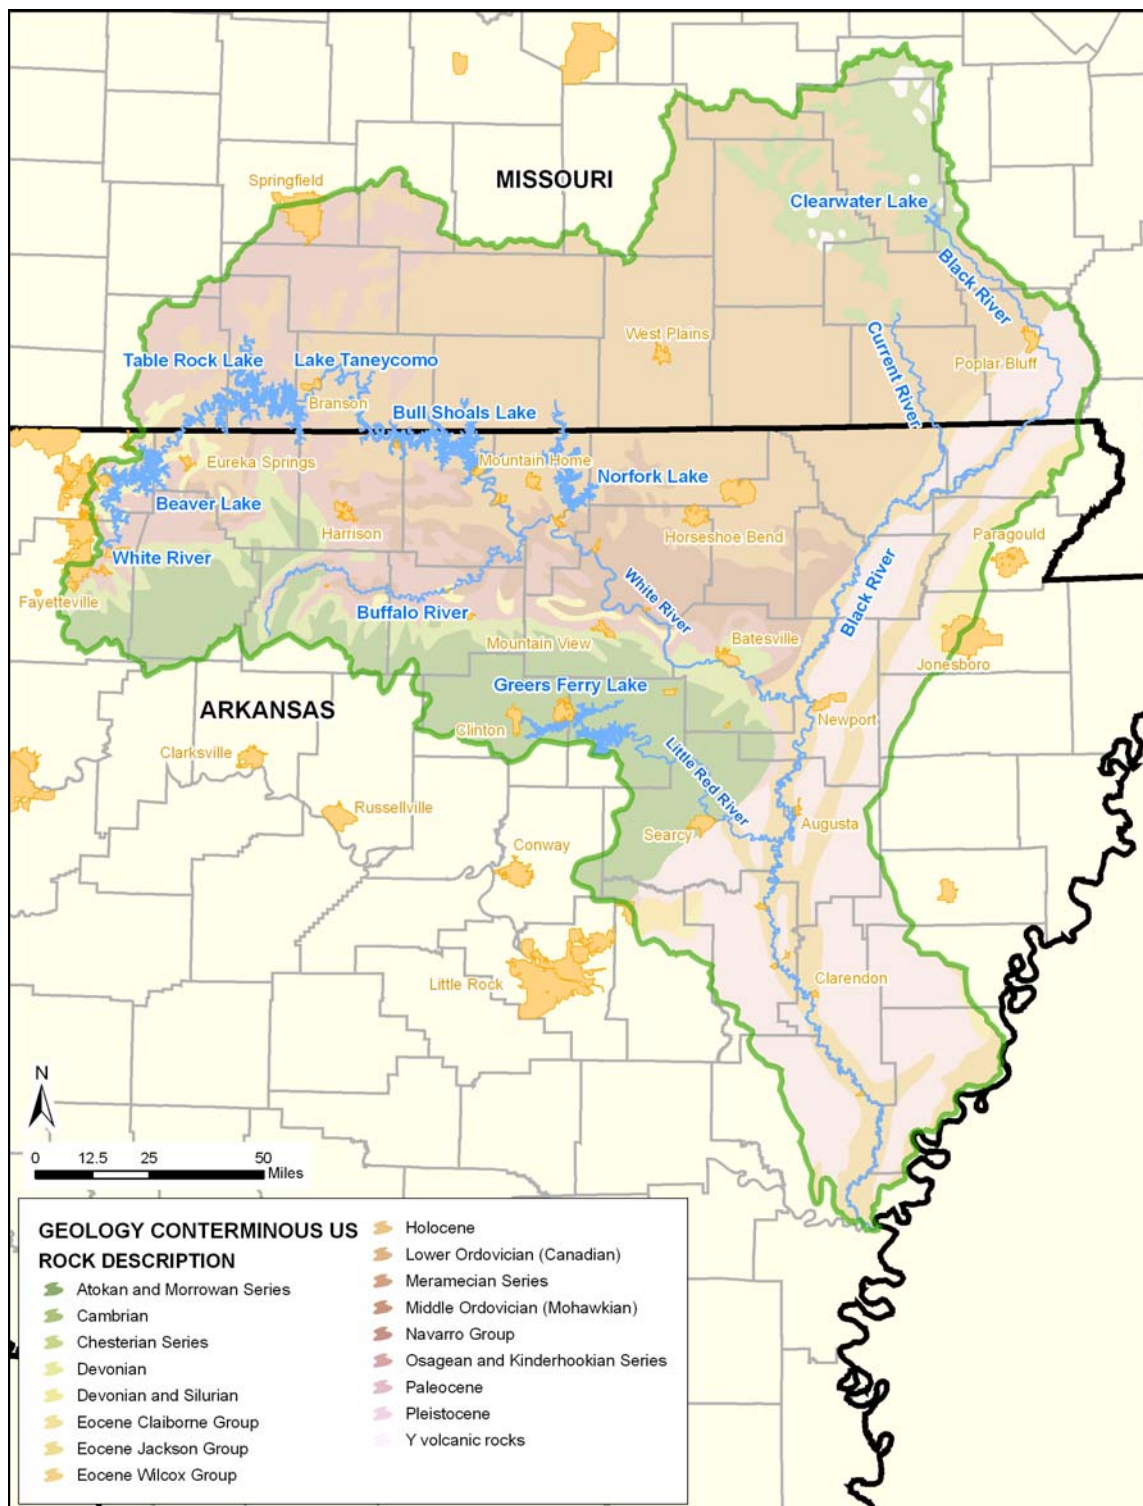 MISSOURI
Springfield
Clearwater Lake
Black River
Current River
West Plains
Poplar Bluff
Table Rock Lake
Lake Taneycomo
Branson
Bull Shoals Lake
Eureka Springs
Mountain Home
Norfork Lake
Beaver Lake
Harrison
Horseshoe Bend
Paragould
White River
Fayetteville
Buffalo River
White River
Black River
Mountain View
Batesville
Jonesboro
Greers Ferry Lake
ARKANSAS
Clinton
Newport
Clarksville
Little Red River
Russellville
Searcy
Augusta
Conway
Little Rock
Clarendon
N
0 12.5 25 50
Miles
GEOLOGY CONTERMINOUS US
ROCK DESCRIPTION
Atokan and Morrowan Series
Cambrian
Chesterian Series
Devonian
Devonian and Silurian
Eocene Claiborne Group
Eocene Jackson Group
Eocene Wilcox Group
Holocene
Lower Ordovician (Canadian)
Meramecian Series
Middle Ordovician (Mohawkian)
Navarro Group
Osagean and Kinderhookian Series
Paleocene
Pleistocene
Y volcanic rocks